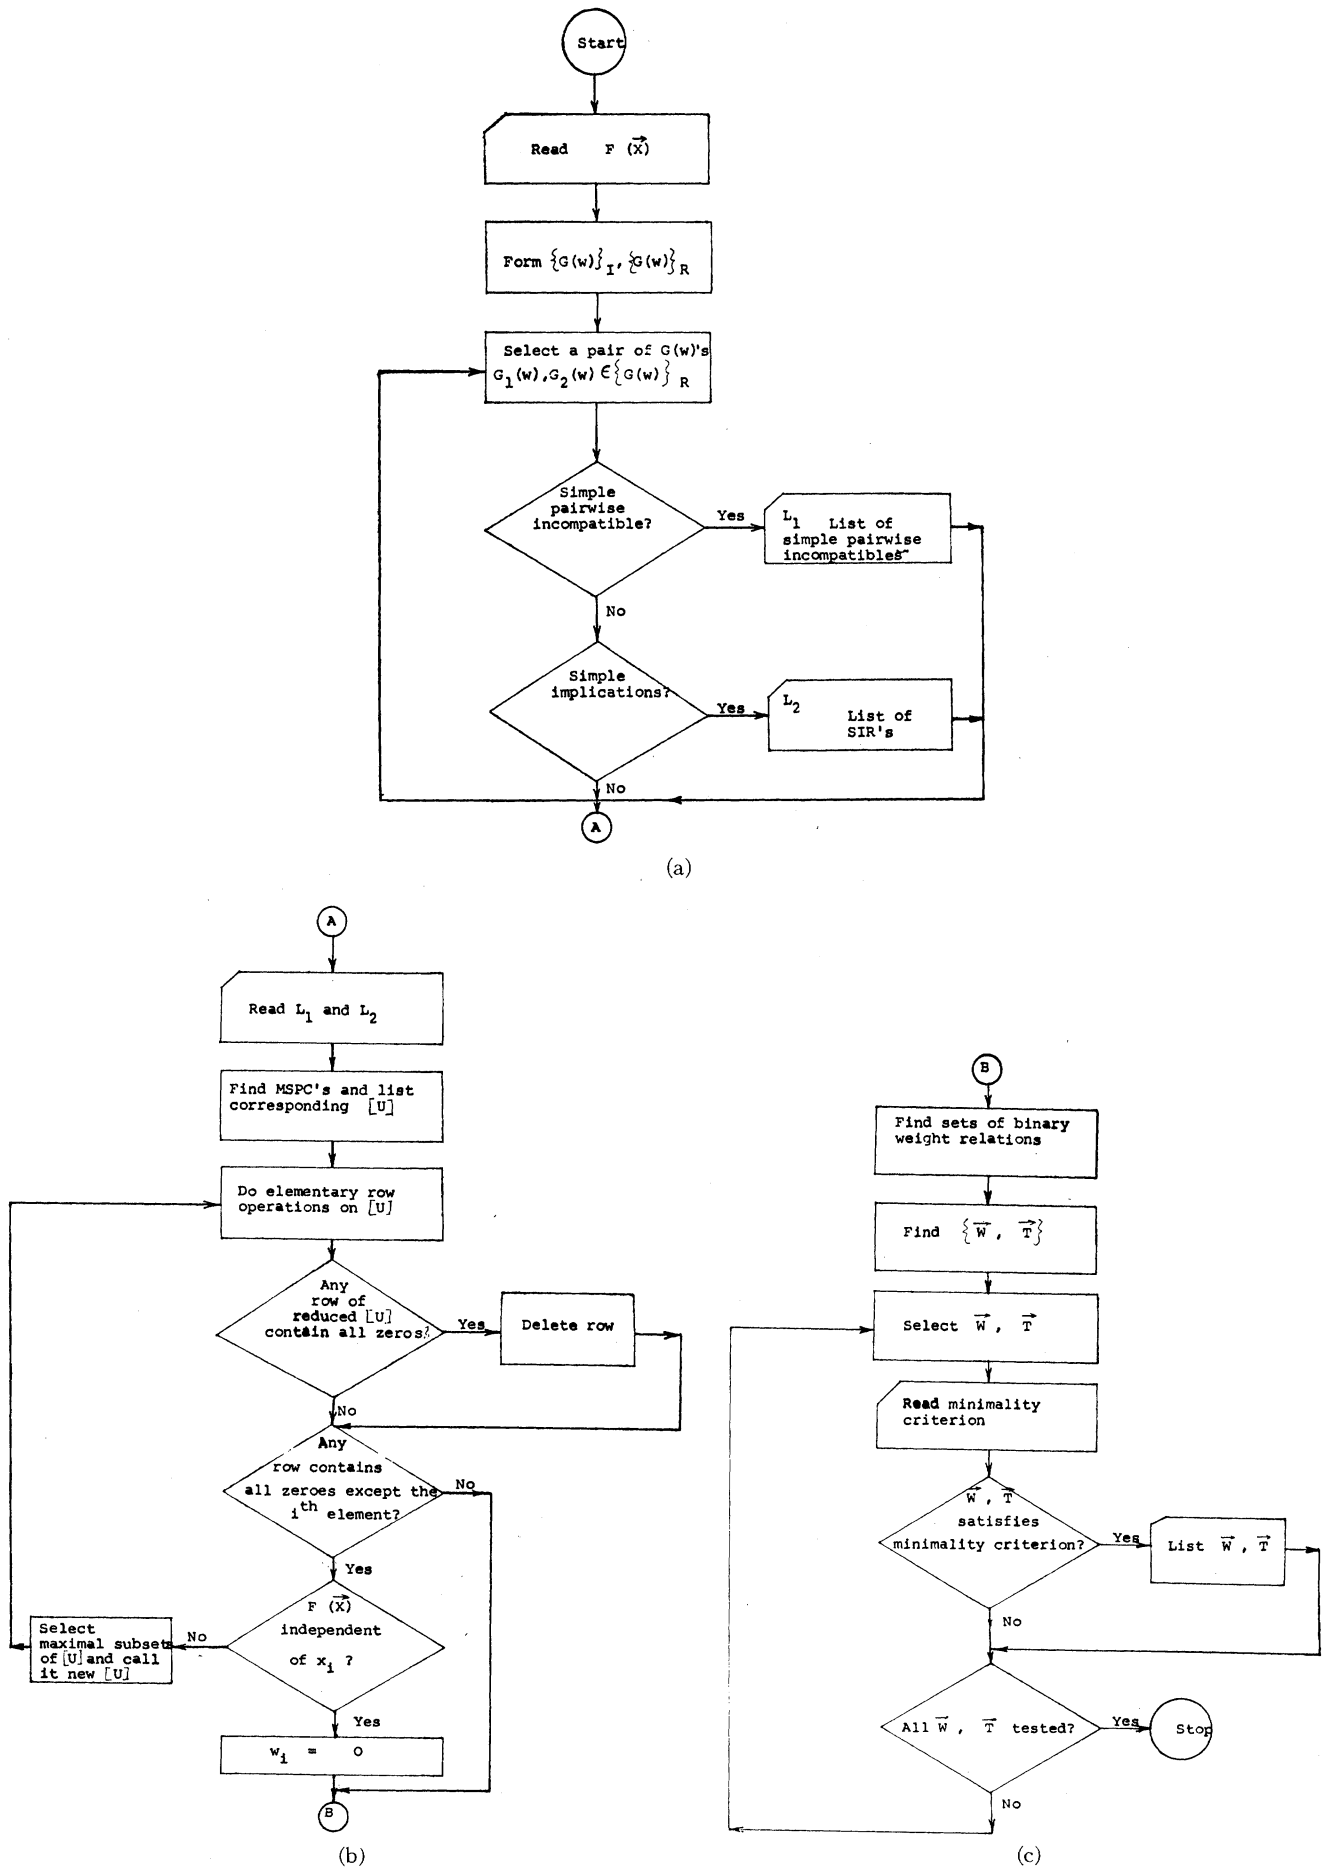 Start
Read F (X⃗)
Form {G(w)}I, {G(w)}R
Select a pair of G(w)'s
G1(w),G2(w) ∈{G(w)}R
Simple
pairwise
incompatible?
Yes
L1 List of
simple pairwise
incompatibles
No
Simple
implications?
Yes
L2
List of
SIR's
No
A
(a)
A
Read L1 and L2
Find MSPC's and list
corresponding [U]
Do elementary row
operations on [U]
Any
row of
reduced [U]
contain all zeros?
Yes
Delete row
No
Any
row contains
all zeroes except the
ith element?
No
Yes
F (X⃗)
independent
of xi ?
No
Select
maximal subsets
of [U] and call
it new [U]
Yes
wi = 0
B
(b)
B
Find sets of binary
weight relations
Find {W⃗ , T⃗}
Select W⃗ , T⃗
Read minimality
criterion
W⃗ , T⃗
satisfies
minimality criterion?
Yes
List W⃗ , T⃗
No
All W⃗ , T⃗ tested?
Yes
Stop
No
(c)